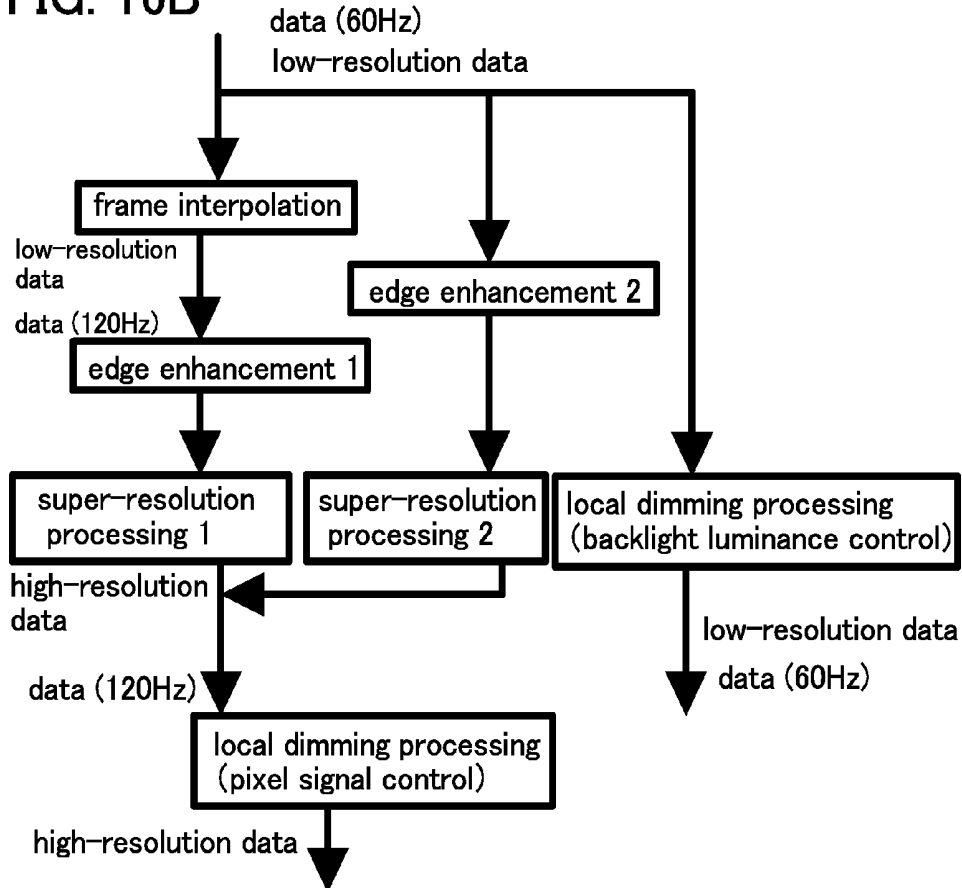 FIG. 10B
data (60Hz)
low-resolution data
frame interpolation
low-resolution
data
data (120Hz)
edge enhancement 2
edge enhancement 1
super-resolution
processing 1
super-resolution
processing 2
local dimming processing
(backlight luminance control)
high-resolution
data
low-resolution data
data (60Hz)
data (120Hz)
local dimming processing
(pixel signal control)
high-resolution data